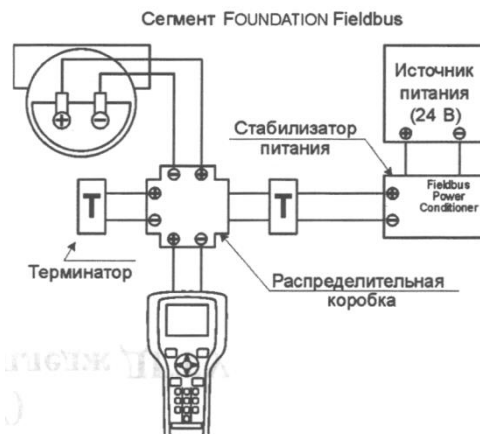 Сегмент FOUNDATION Fieldbus
Источник
питания
(24 В)
Стабилизатор
питания
Fieldbus
Power
Conditioner
T
T
Терминатор
Распределительная
коробка